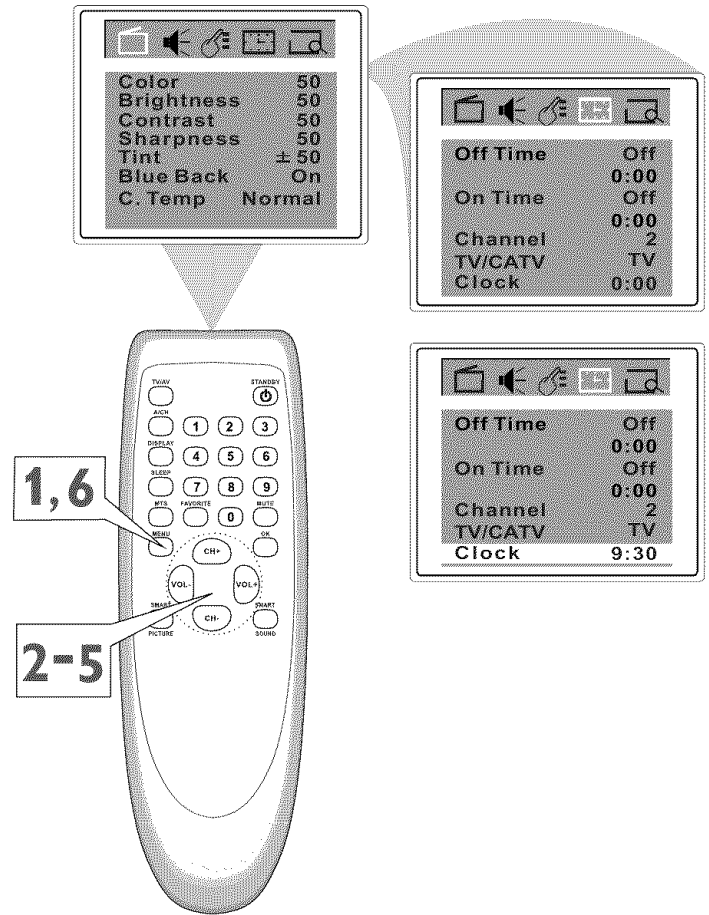 Color 50
Brightness 50
Contrast 50
Sharpness 50
Tint ±50
Blue Back On
C. Temp Normal
Off Time Off
0:00
On Time Off
0:00
Channel 2
TV/CATV TV
Clock 0:00
Off Time Off
0:00
On Time Off
0:00
Channel 2
TV/CATV TV
Clock 9:30
TV/AV STANDBY
A/CH 1 2 3
DISPLAY 4 5 6
SLEEP 7 8 9
MTS FAVORITE 0 MUTE
MENU OK
CH+
VOL- VOL+
CH-
SMART SMART
PICTURE SOUND
1,6
2-5